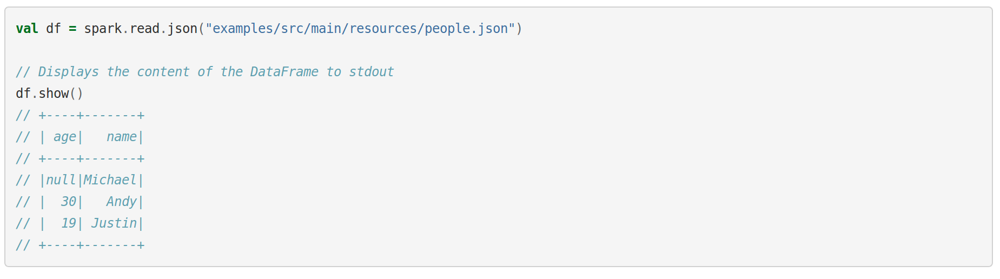 val df = spark.read.json("examples/src/main/resources/people.json")

// Displays the content of the DataFrame to stdout
df.show()
// +----+-------+
// | age|   name|
// +----+-------+
// |null|Michael|
// |  30|   Andy|
// |  19| Justin|
// +----+-------+